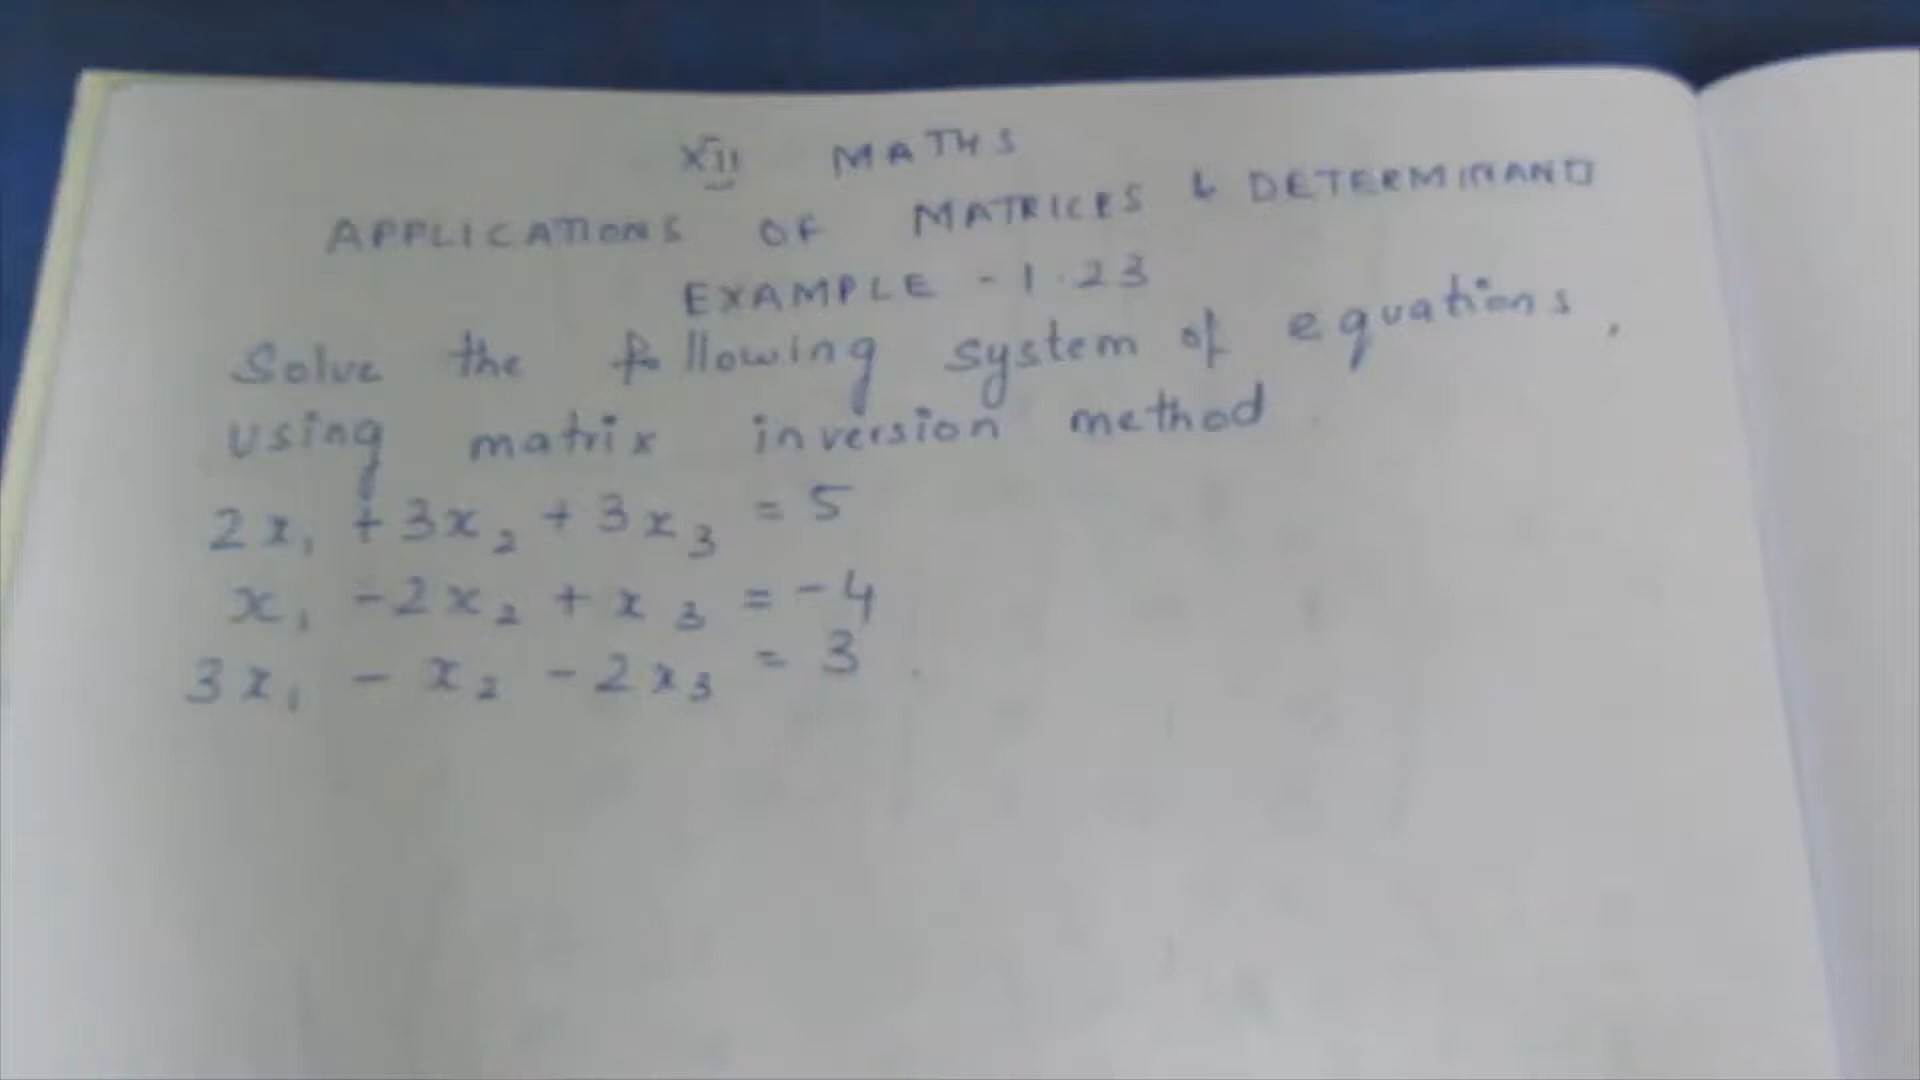 XII MATHS
APPLICATIONS OF MATRICES & DETERMINAND
EXAMPLE - 1.23
Solve the following system of equations,
using matrix inversion method.
2x₁ + 3x₂ + 3x₃ = 5
x₁ - 2x₂ + x₃ = -4
3x₁ - x₂ - 2x₃ = 3.